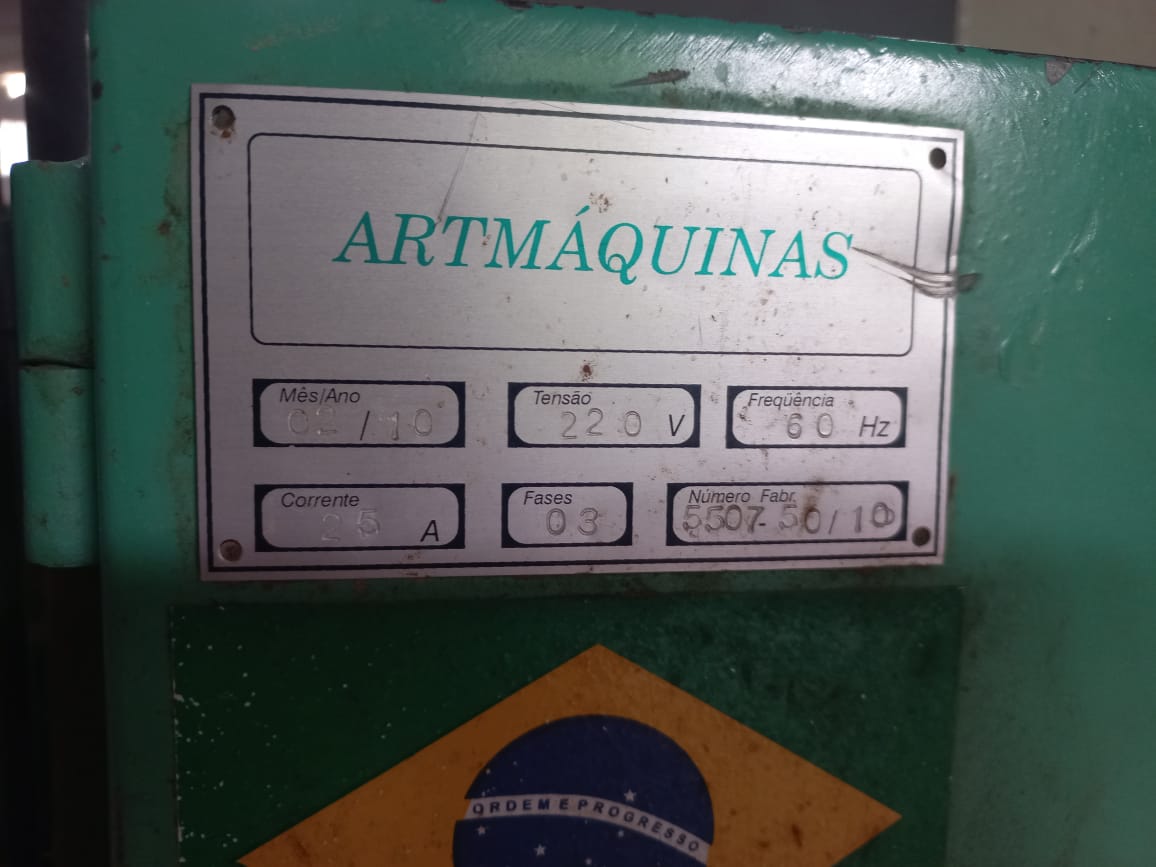 ARTMÁQUINAS
Mês/Ano
02/10
Tensão
220 V
Freqüência
60 Hz
Corrente
25 A
Fases
03
Número Fabr.
5507-50/10
ORDEM E PROGRESSO